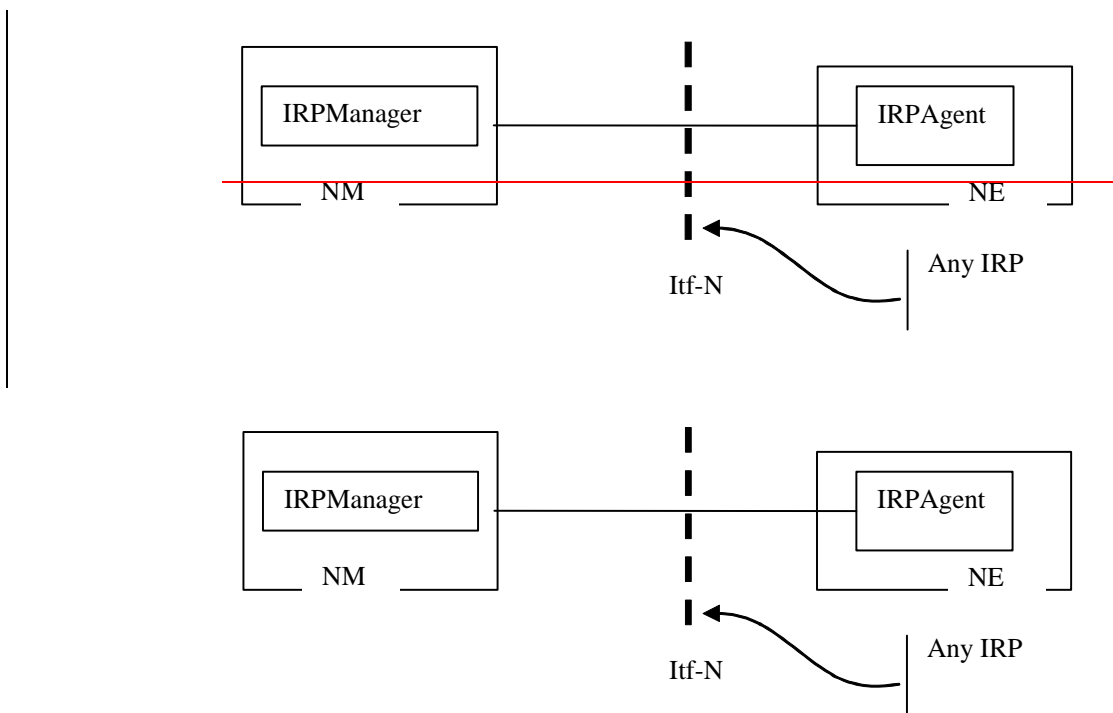 IRPManager
IRPAgent
NM
NE
Any IRP
Itf-N
IRPManager
IRPAgent
NM
NE
Any IRP
Itf-N